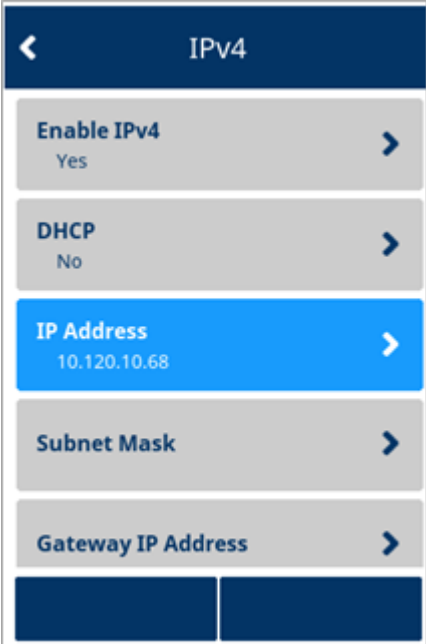 IPv4
Enable IPv4
Yes
DHCP
No
IP Address
10.120.10.68
Subnet Mask
Gateway IP Address